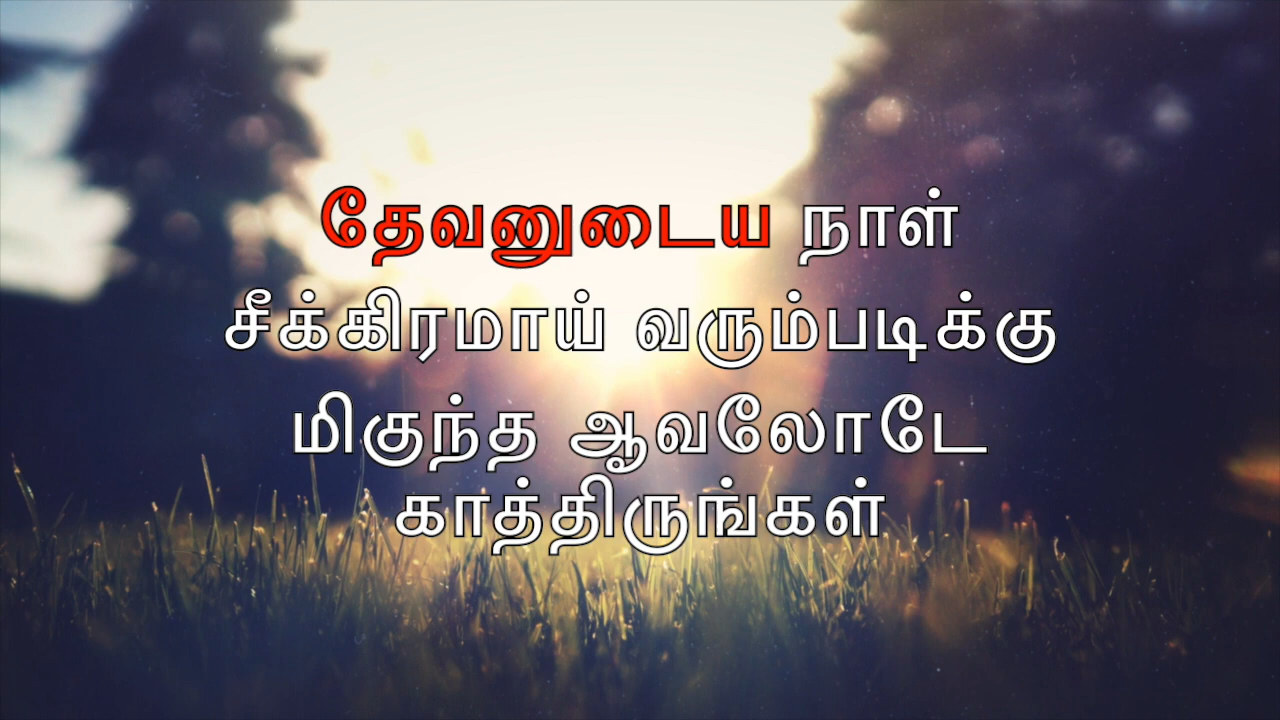 தேவனுடைய நாள்
சீக்கிரமாய் வரும்படிக்கு
மிகுந்த ஆவலோடே
காத்திருங்கள்